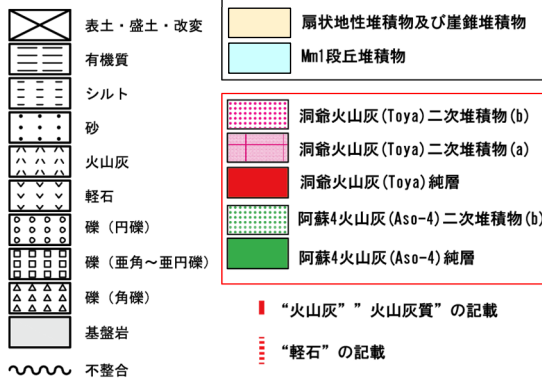 表土・盛土・改変
有機質
シルト
砂
火山灰
軽石
礫（円礫）
礫（亜角～亜円礫）
礫（角礫）
基盤岩
不整合
扇状地性堆積物及び崖錐堆積物
Mm1段丘堆積物
洞爺火山灰(Toya)二次堆積物(b)
洞爺火山灰(Toya)二次堆積物(a)
洞爺火山灰(Toya)純層
阿蘇4火山灰(Aso-4)二次堆積物(b)
阿蘇4火山灰(Aso-4)純層
“火山灰””火山灰質”の記載
“軽石”の記載